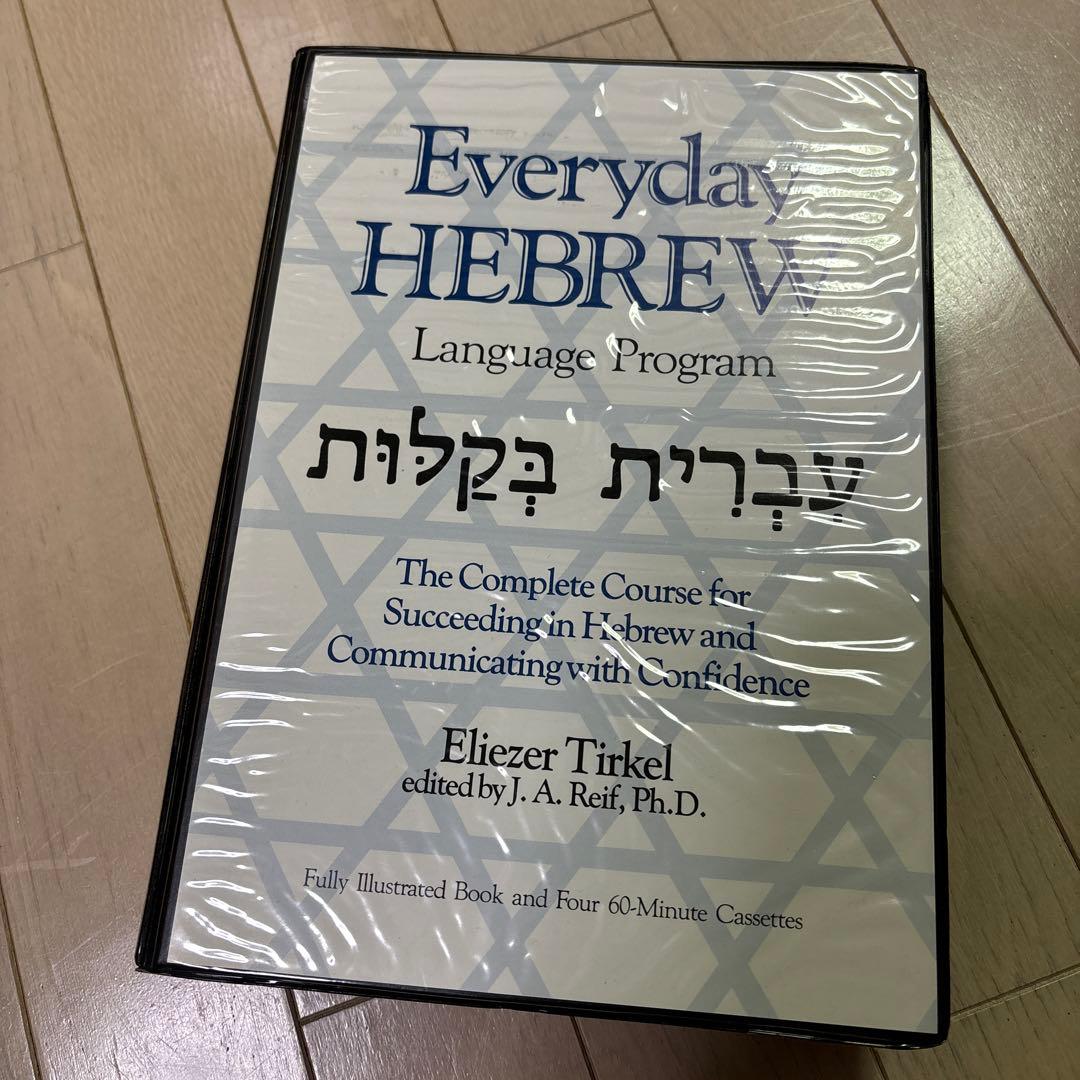 Everyday
HEBREW
Language Program
עִבְרִית בְּקַלּוּת
The Complete Course for
Succeeding in Hebrew and
Communicating with Confidence
Eliezer Tirkel
edited by J. A. Reif, Ph.D.
Fully Illustrated Book and Four 60-Minute Cassettes